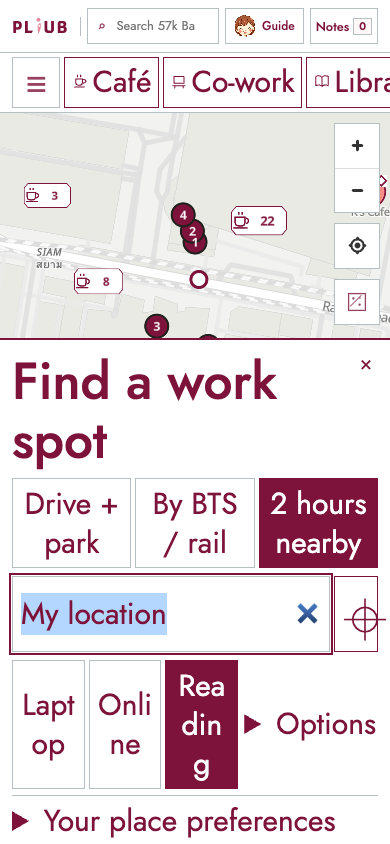 PLIUB
Search 57k Ba
Guide
Notes 0
Café
Co-work
Libra
3
4
2
1
22
SIAM
สยาม
8
3
Find a work
spot
Drive +
park
By BTS
/ rail
2 hours
nearby
My location
Lapt
op
Onli
ne
Rea
din
g
Options
Your place preferences